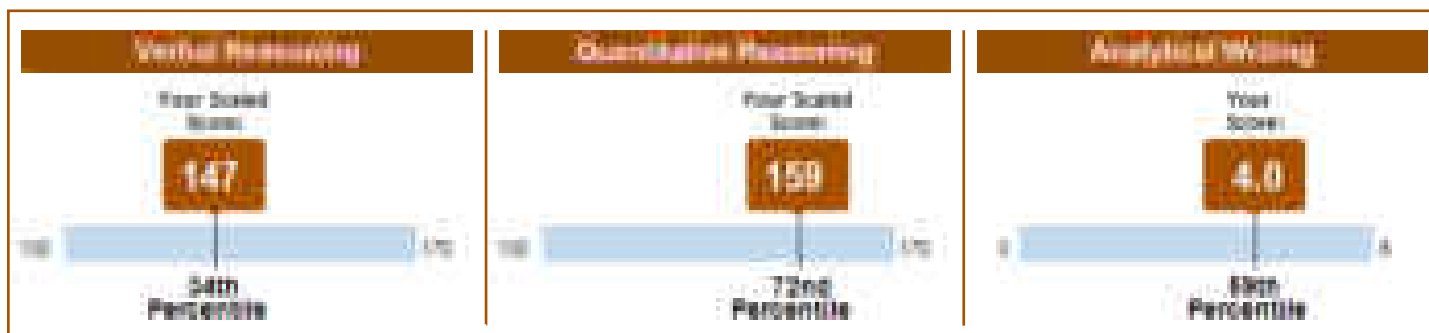 Verbal Reasoning
Your Scaled
Score:
147
130 170
34th
Percentile
Quantitative Reasoning
Your Scaled
Score:
159
130 170
72nd
Percentile
Analytical Writing
Your
Score:
4.0
0 6
Percentile